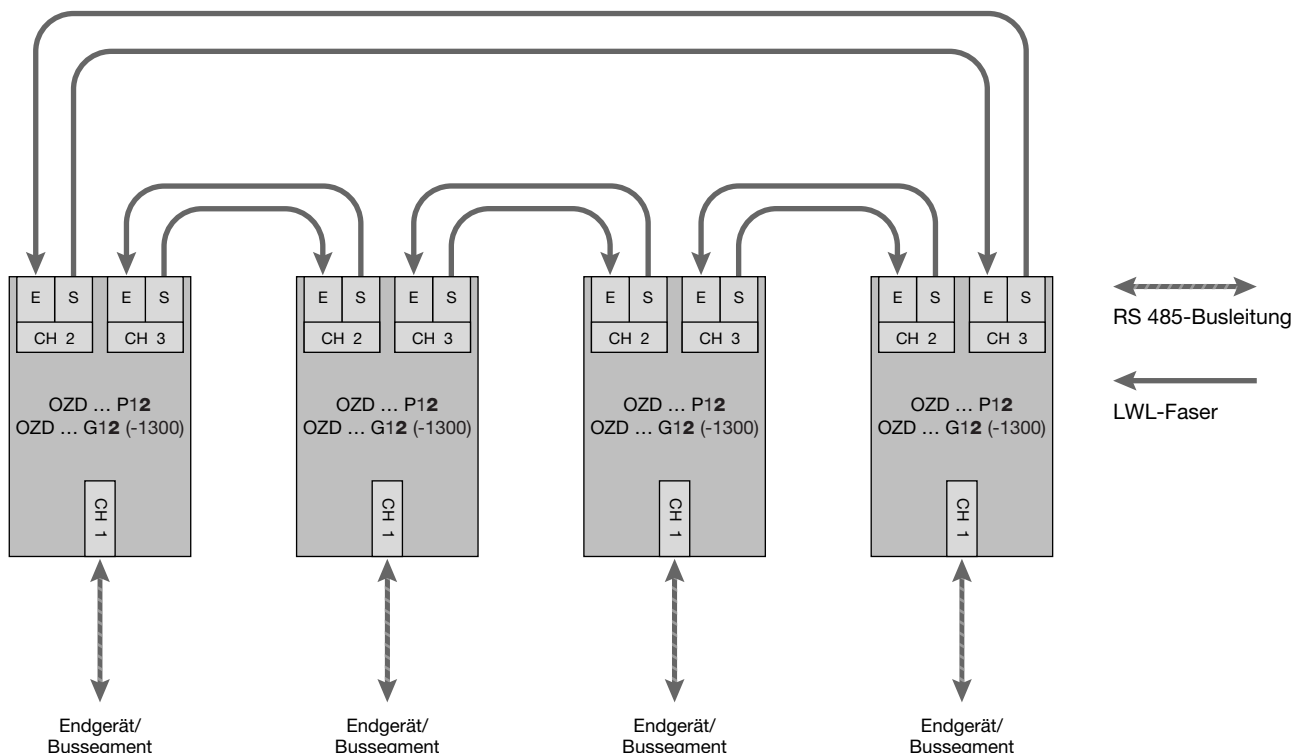 E S E S
CH 2 CH 3
OZD … P12
OZD … G12 (-1300)
CH 1
Endgerät/
Bussegment
E S E S
CH 2 CH 3
OZD … P12
OZD … G12 (-1300)
CH 1
Endgerät/
Bussegment
E S E S
CH 2 CH 3
OZD … P12
OZD … G12 (-1300)
CH 1
Endgerät/
Bussegment
E S E S
CH 2 CH 3
OZD … P12
OZD … G12 (-1300)
CH 1
Endgerät/
Bussegment
RS 485-Busleitung
LWL-Faser